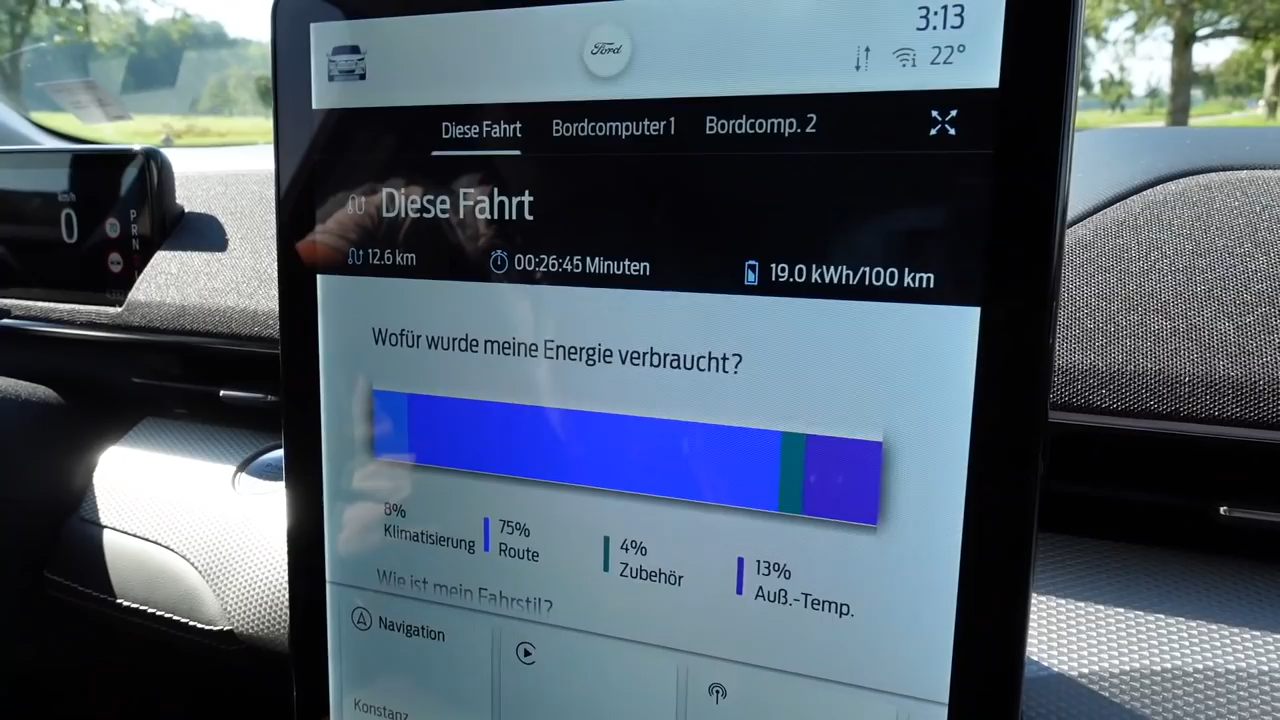 3:13
Ford
22°
Diese Fahrt
Bordcomputer 1
Bordcomp. 2
km/h
0
P
R
N
Diese Fahrt
12.6 km
00:26:45 Minuten
19.0 kWh/100 km
Wofür wurde meine Energie verbraucht?
8%
Klimatisierung
75%
Route
4%
Zubehör
13%
Auß.-Temp.
Wie ist mein Fahrstil?
Navigation
Konstanz